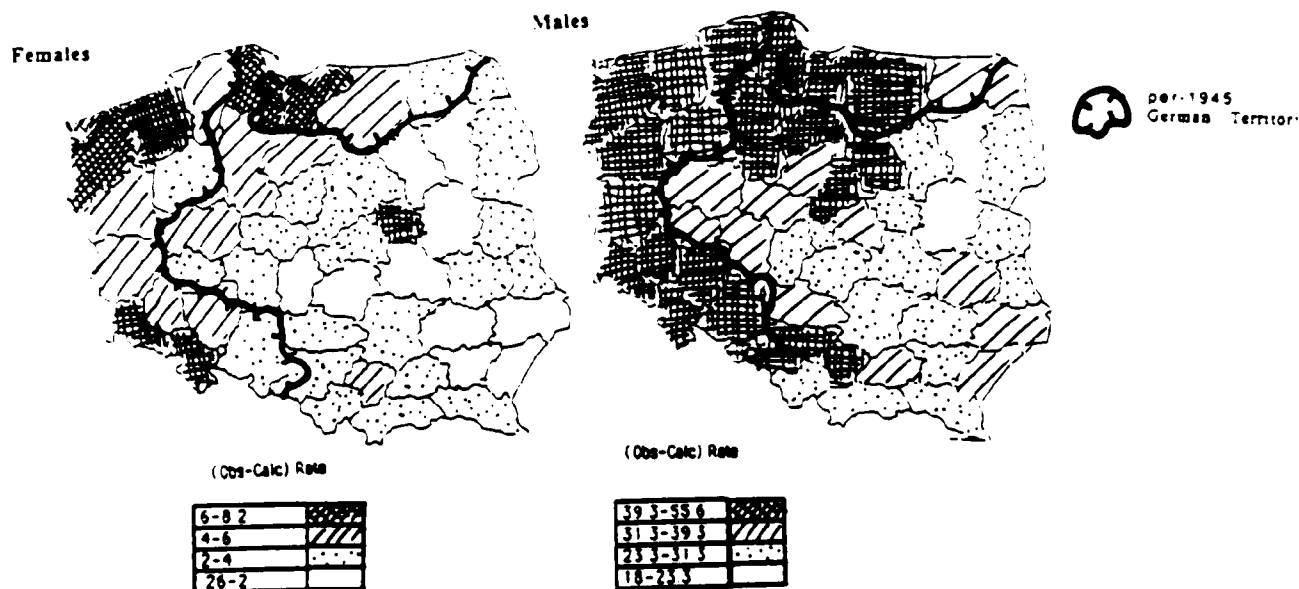 Females
Males
per-1945
German Territor
(Obs-Calc) Rate
6-8.2
4-6
2-4
26-2
(Obs-Calc) Rate
39.3-55.6
31.3-39.3
23.3-31.3
18-23.3